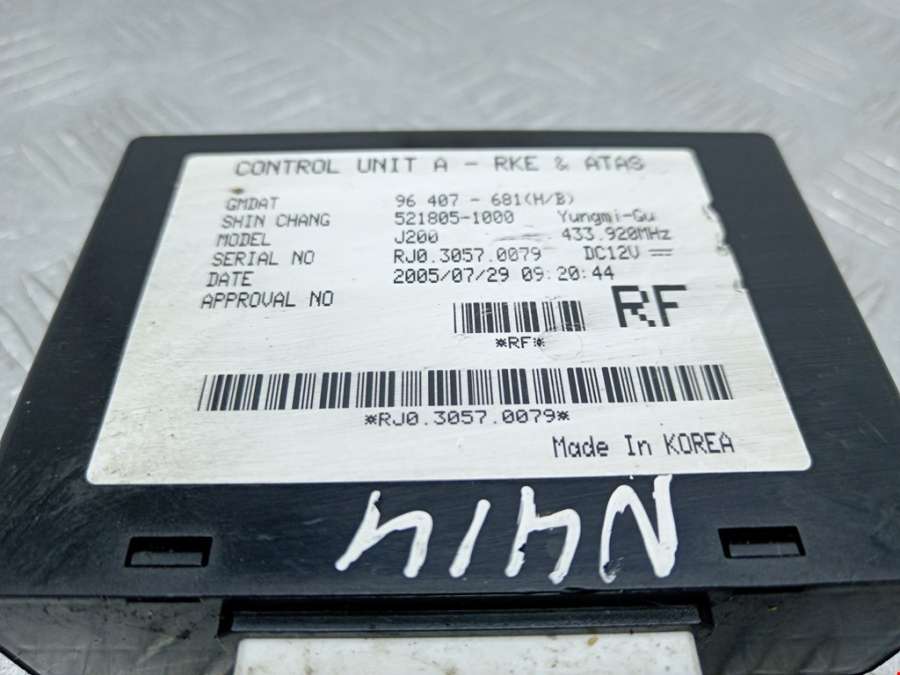 CONTROL UNIT A - RKE & ATAS
GMDAT 96 407 - 681(H/B)
SHIN CHANG 521805-1000 Yungmi-Gu
MODEL J200 433.920MHz
SERIAL NO RJ0.3057.0079 DC12V
DATE 2005/07/29 09:20:44
APPROVAL NO
RF
*RF*
*RJ0.3057.0079*
Made In KOREA
N414